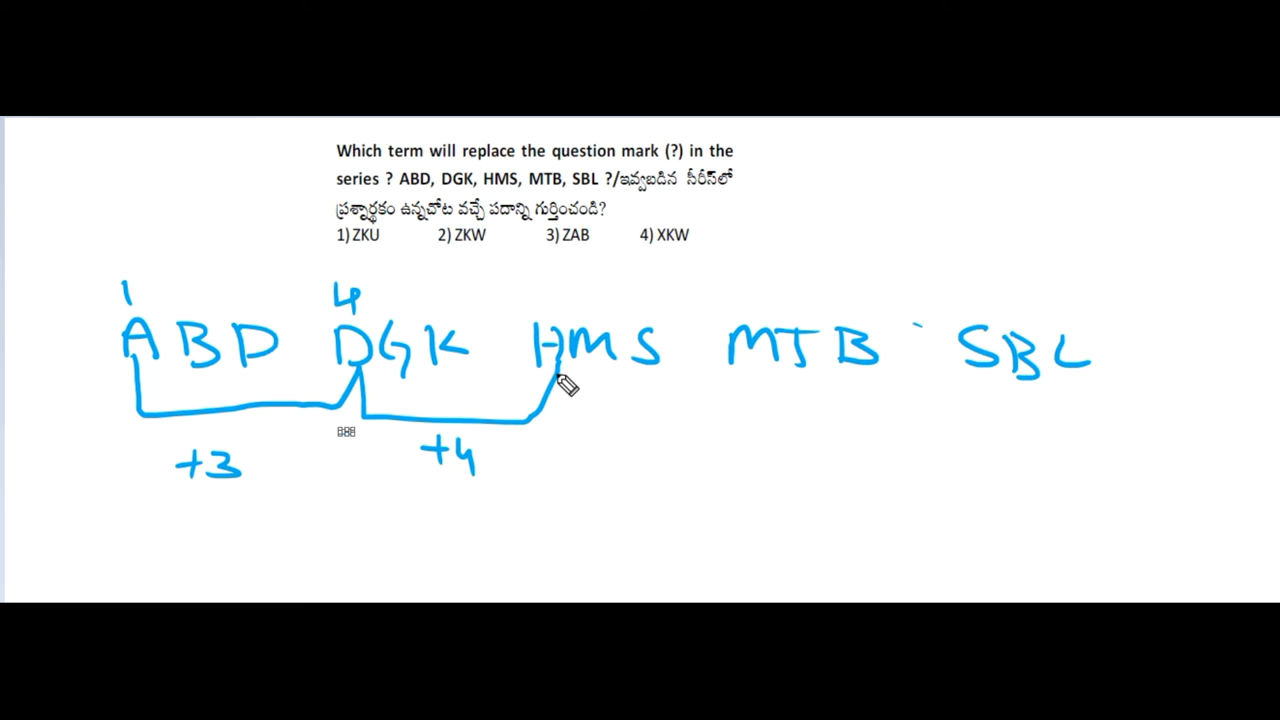 Which term will replace the question mark (?) in the
series ? ABD, DGK, HMS, MTB, SBL ?/ఇవ్వబడిన సీరీస్‌లో
ప్రశ్నార్థకం ఉన్నచోట వచ్చే పదాన్ని గుర్తించండి?
1) ZKU 2) ZKW 3) ZAB 4) XKW
1 4
ABD DGK HMS MTB SBL
+3 +4